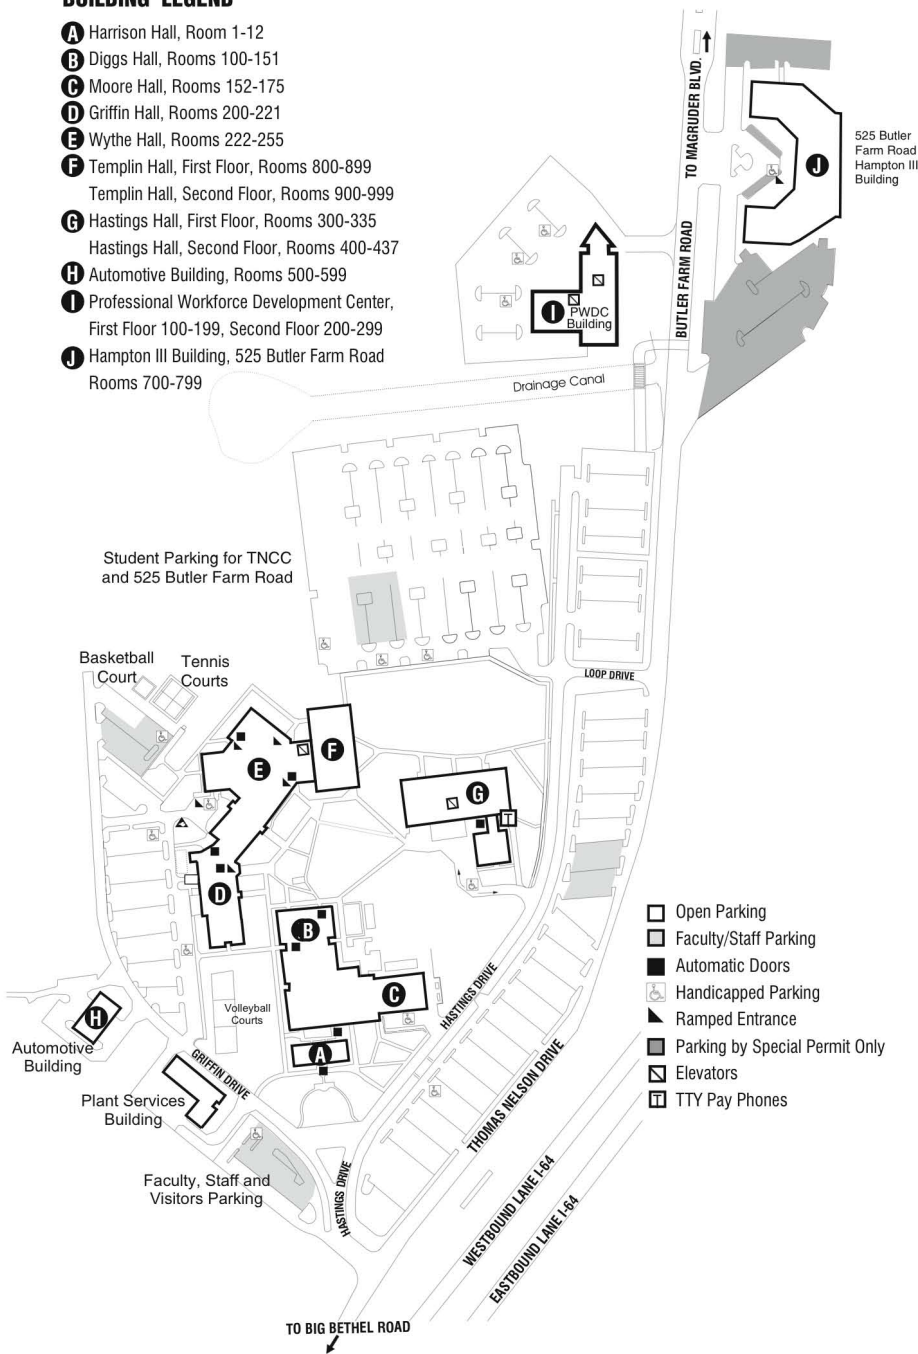 BUILDING LEGEND
A Harrison Hall, Room 1-12
B Diggs Hall, Rooms 100-151
C Moore Hall, Rooms 152-175
D Griffin Hall, Rooms 200-221
E Wythe Hall, Rooms 222-255
F Templin Hall, First Floor, Rooms 800-899
Templin Hall, Second Floor, Rooms 900-999
G Hastings Hall, First Floor, Rooms 300-335
Hastings Hall, Second Floor, Rooms 400-437
H Automotive Building, Rooms 500-599
I Professional Workforce Development Center,
First Floor 100-199, Second Floor 200-299
J Hampton III Building, 525 Butler Farm Road
Rooms 700-799
TO MAGRUDER BLVD.
BUTLER FARM ROAD
J
525 Butler
Farm Road
Hampton III
Building
I
PWDC
Building
Drainage Canal
Student Parking for TNCC
and 525 Butler Farm Road
LOOP DRIVE
Basketball
Court
Tennis
Courts
F
E
G
T
D
B
C
A
H
Volleyball
Courts
HASTINGS DRIVE
Automotive
Building
GRIFFIN DRIVE
Plant Services
Building
THOMAS NELSON DRIVE
Faculty, Staff and
Visitors Parking
HASTINGS DRIVE
WESTBOUND LANE I-64
EASTBOUND LANE I-64
TO BIG BETHEL ROAD
Open Parking
Faculty/Staff Parking
Automatic Doors
Handicapped Parking
Ramped Entrance
Parking by Special Permit Only
Elevators
T TTY Pay Phones